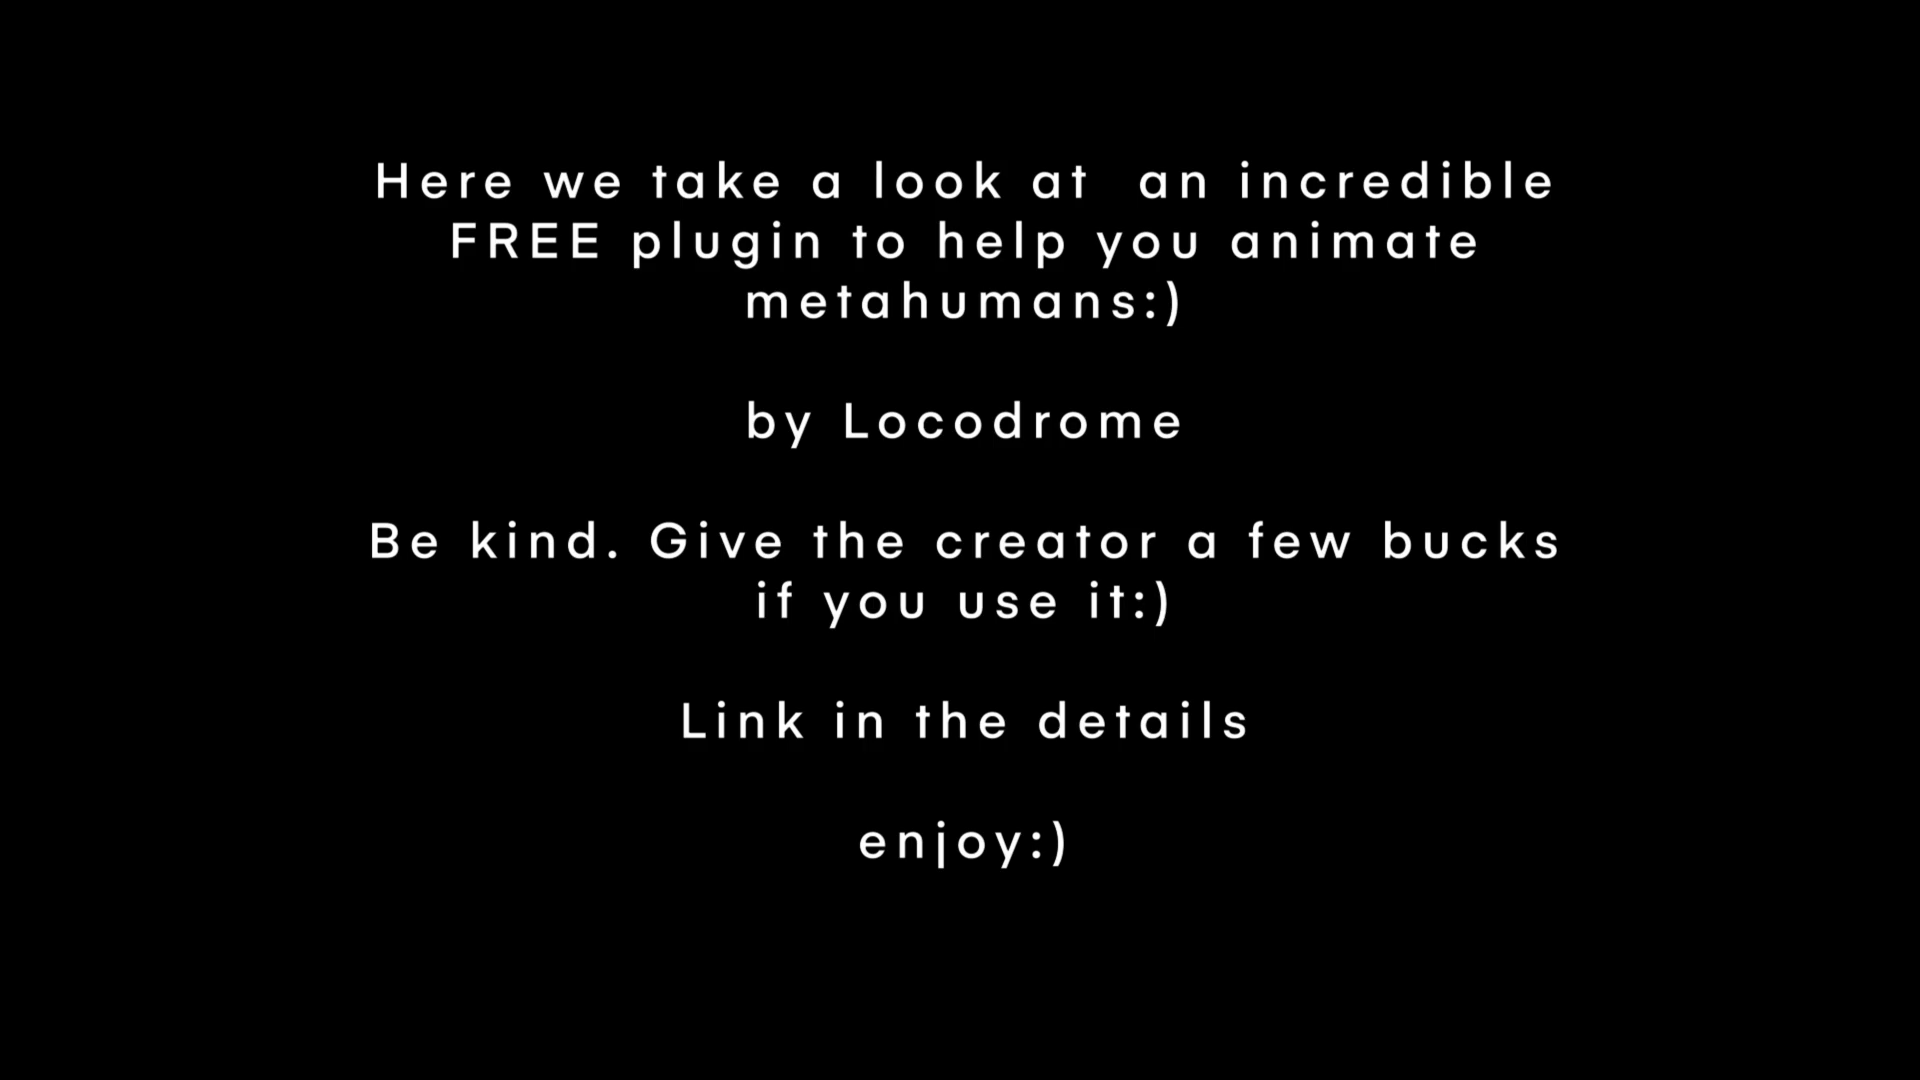 Here we take a look at  an incredible
FREE plugin to help you animate
metahumans:)
by Locodrome
Be kind. Give the creator a few bucks
if you use it:)
Link in the details
enjoy:)